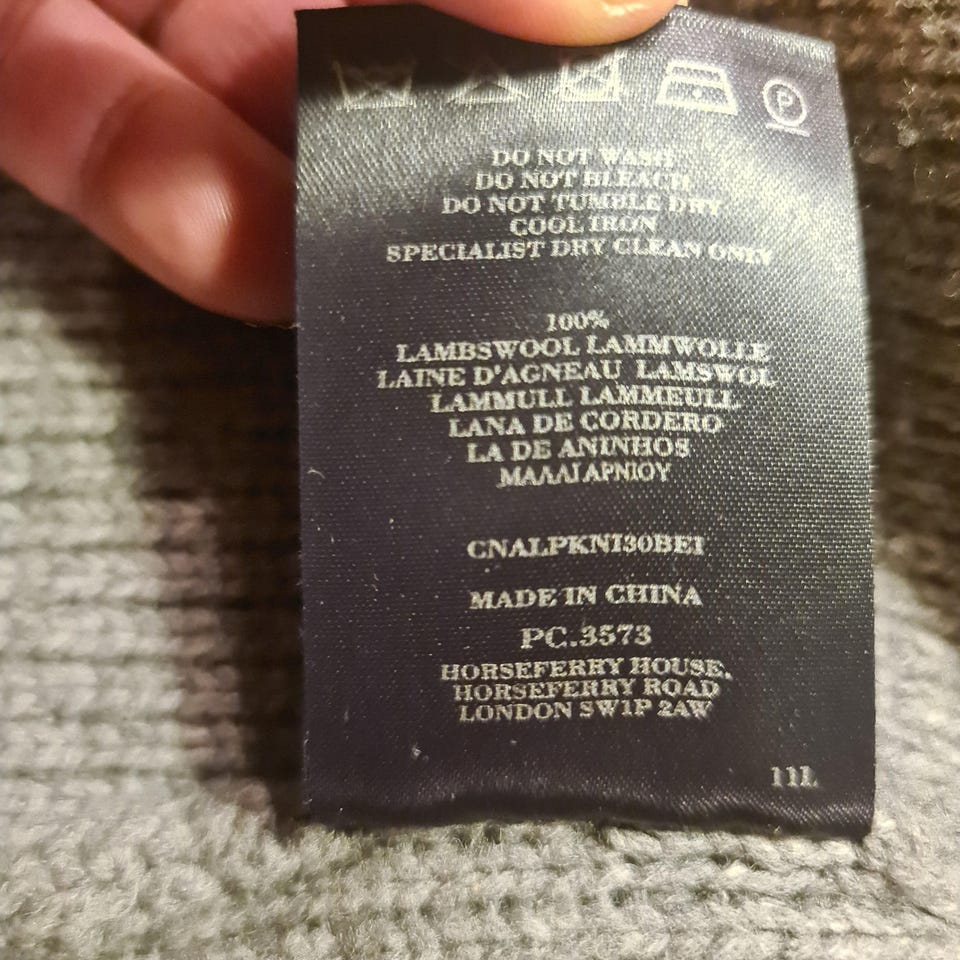 P
DO NOT WASH
DO NOT BLEACH
DO NOT TUMBLE DRY
COOL IRON
SPECIALIST DRY CLEAN ONLY
100%
LAMBSWOOL LAMMWOLLE
LAINE D'AGNEAU LAMSWOL
LAMMULL LAMMEULL
LANA DE CORDERO
LA DE ANINHOS
ΜΑΛΛΙ ΑΡΝΙΟΥ
CNALPKNI30BEI
MADE IN CHINA
PC.3573
HORSEFERRY HOUSE.
HORSEFERRY ROAD
LONDON SW1P 2AW
11L